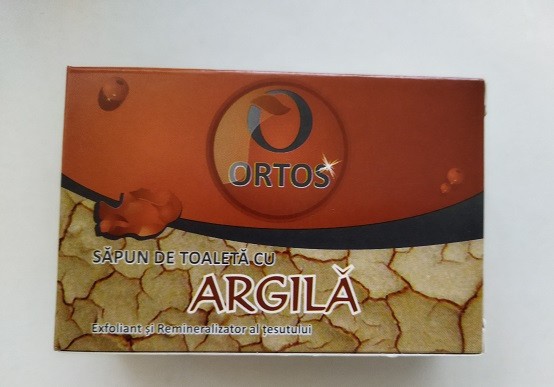 ORTOS
SĂPUN DE TOALETĂ CU
ARGILĂ
Exfoliant și Remineralizator al țesutului